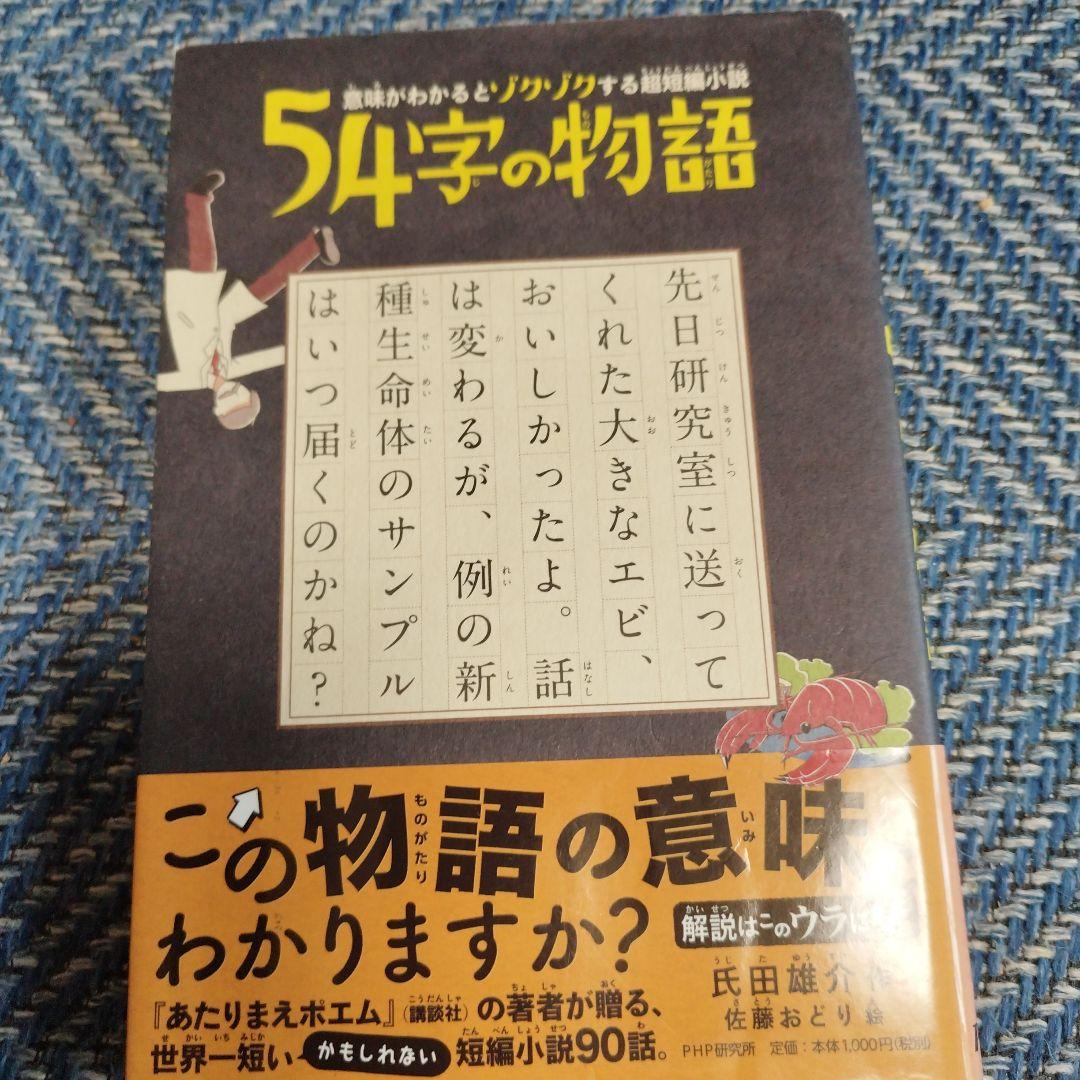 意味がわかるとゾクゾクする超短編小説
54字の物語
先日研究室に送って
くれた大きなエビ、
おいしかったよ。話
は変わるが、例の新
種生命体のサンプル
はいつ届くのかね?
この物語の意味
わかりますか?
解説はこのウラに
氏田雄介 作
佐藤おどり 絵
『あたりまえポエム』(講談社)の著者が贈る、
世界一短いかもしれない短編小説90話。
PHP研究所 定価:本体1,000円(税別)